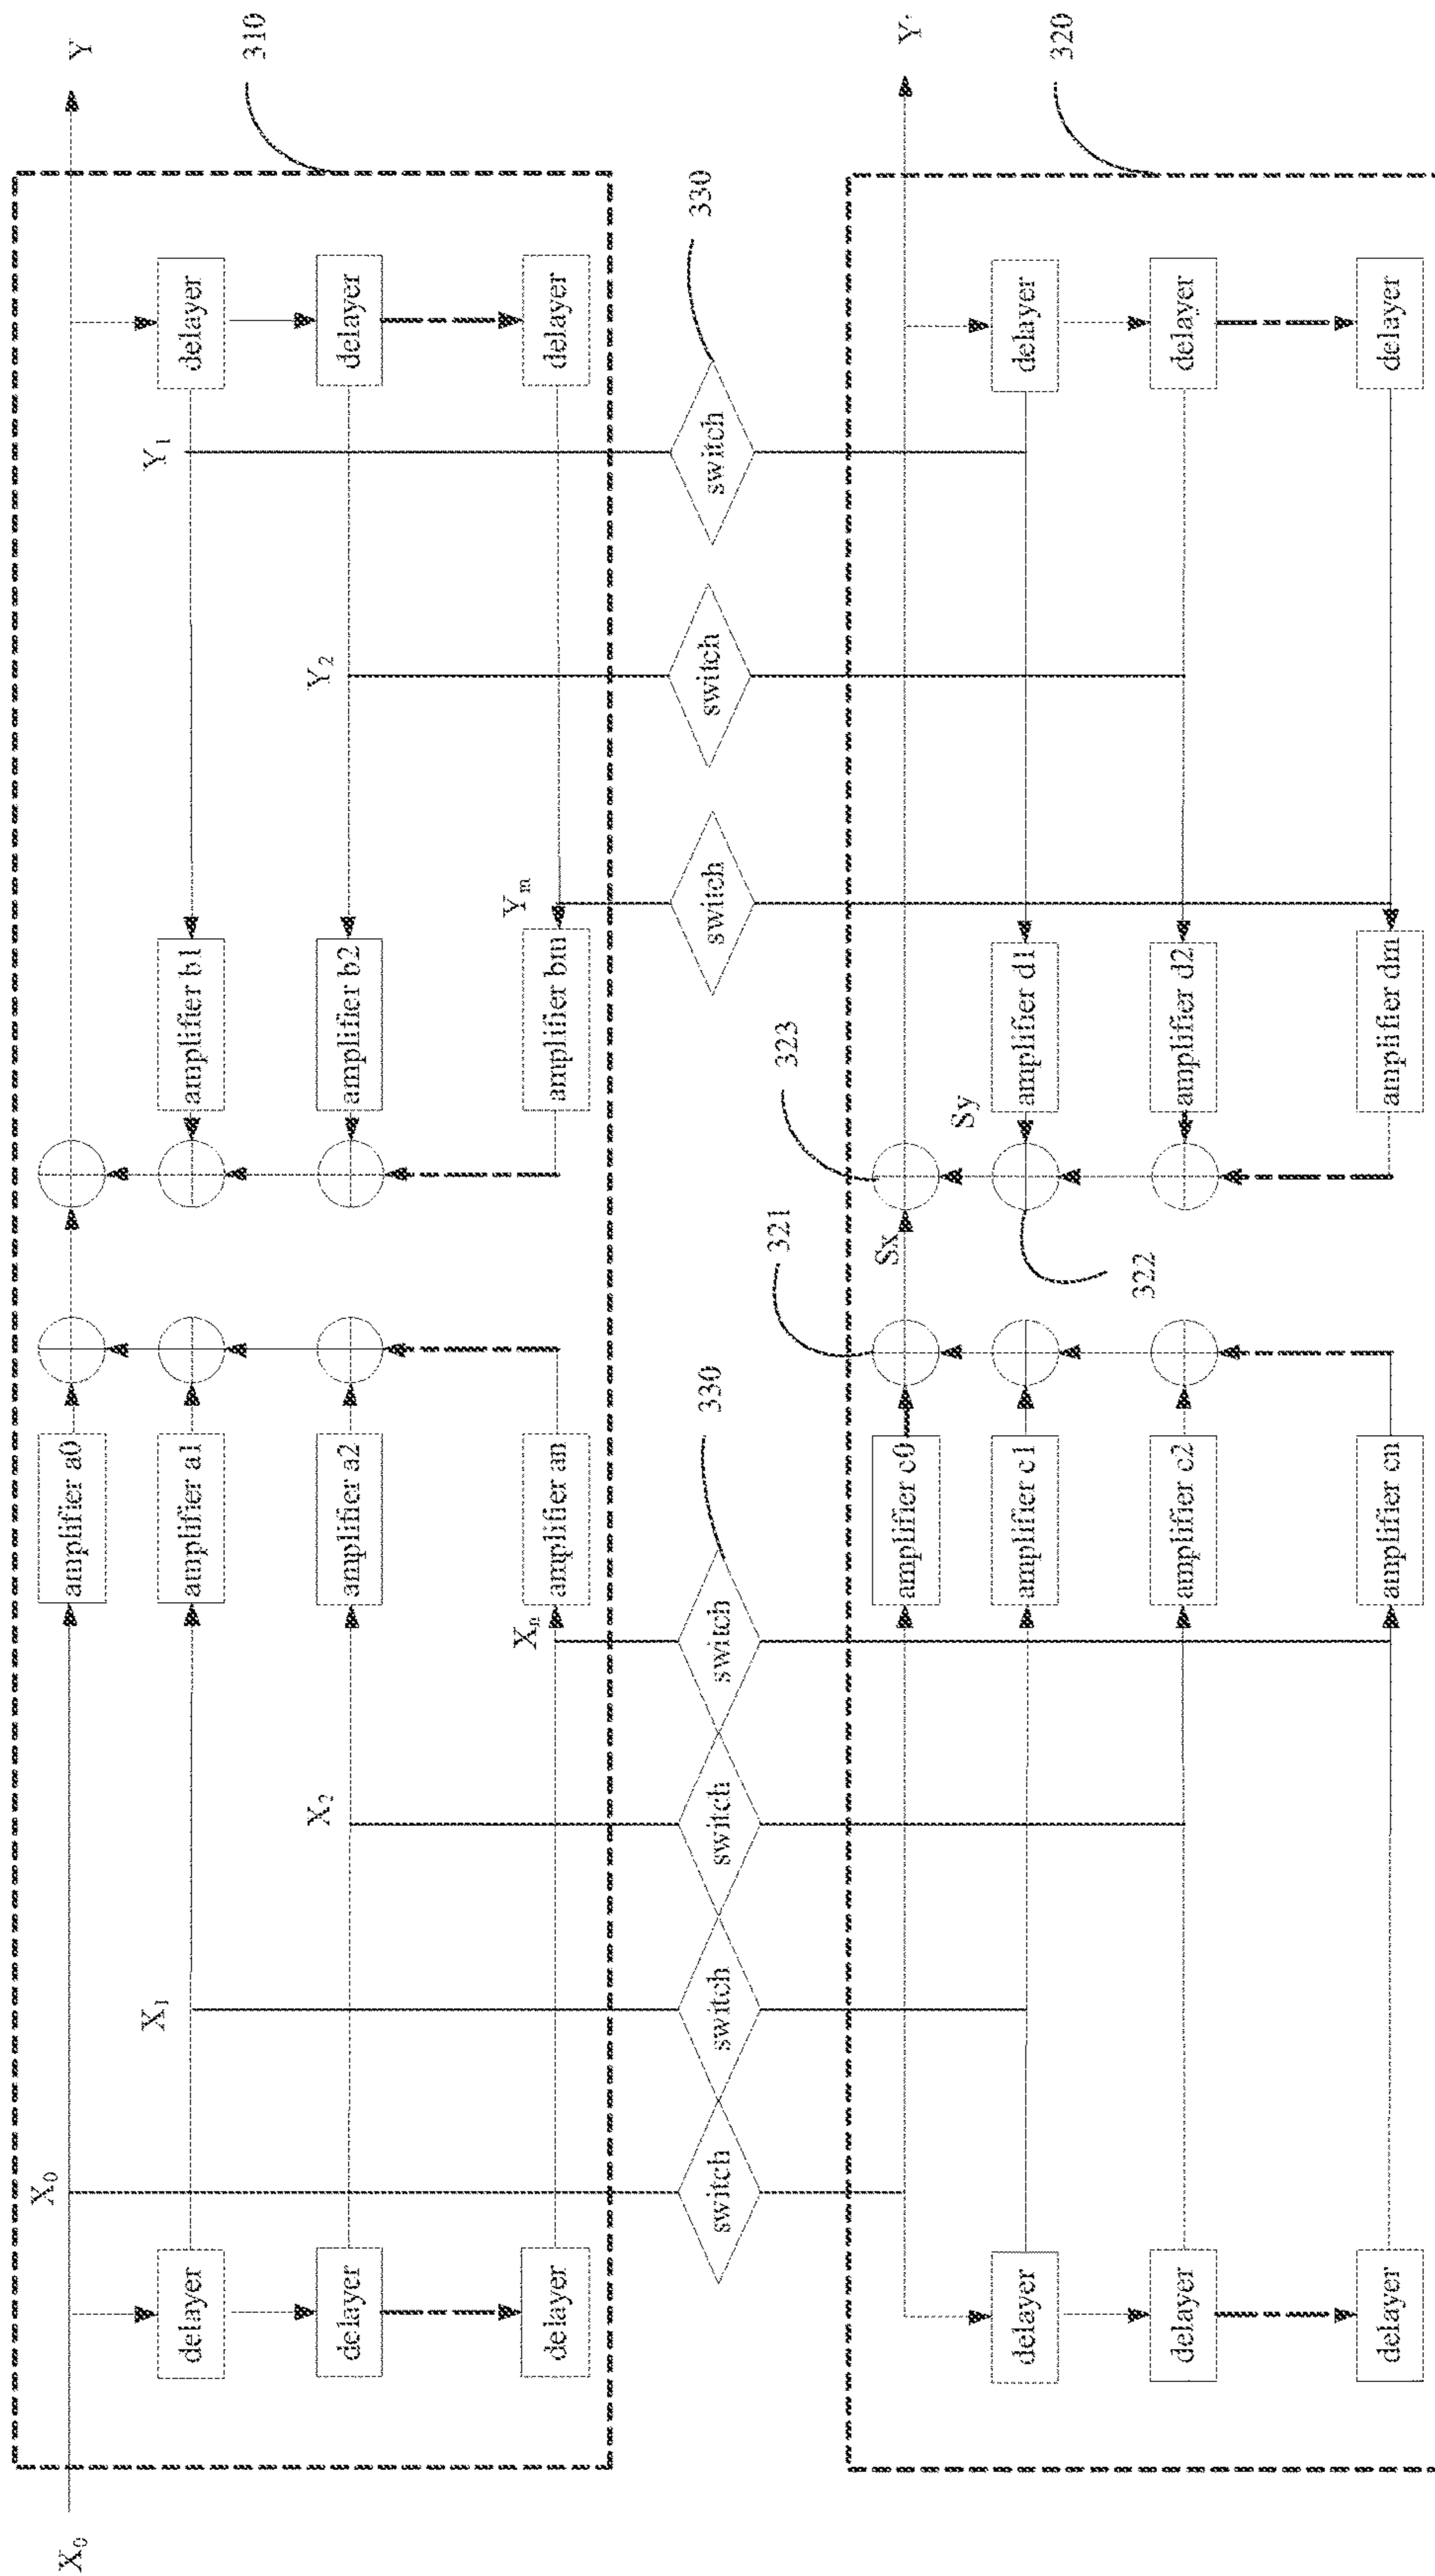 X₀
X₀
X₁
X₂
Xₙ
Y₁
Y₂
Yₘ
Y
310
delayer
delayer
delayer
amplifier a0
amplifier a1
amplifier a2
amplifier an
amplifier b1
amplifier b2
amplifier bm
delayer
delayer
delayer
switch
switch
switch
switch
330
switch
switch
switch
330
delayer
delayer
delayer
amplifier c0
amplifier c1
amplifier c2
amplifier cn
321
Sx
322
323
Sy
amplifier d1
amplifier d2
amplifier dm
delayer
delayer
delayer
Y'
320